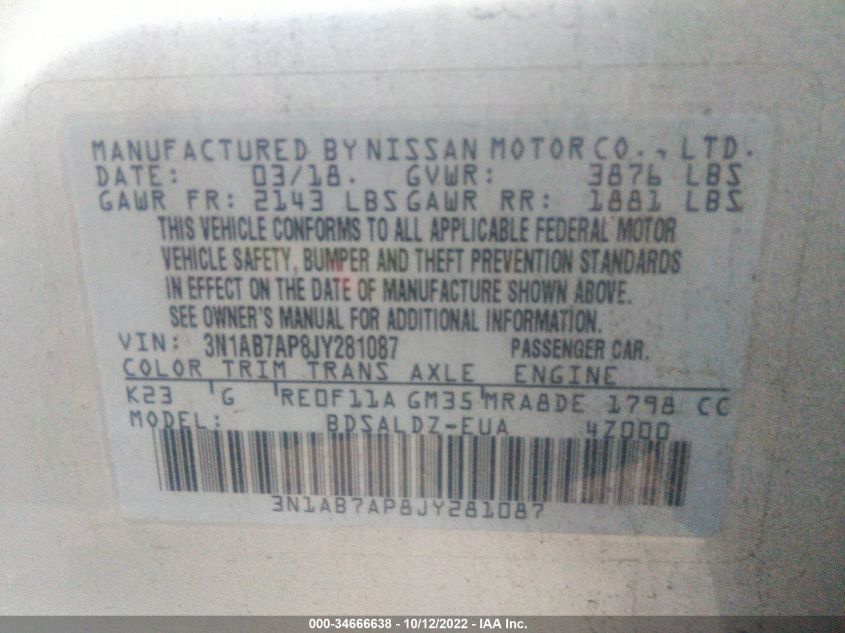 MANUFACTURED BY NISSAN MOTOR CO., LTD.
DATE: 03/18. GVWR: 3876 LBS
GAWR FR: 2143 LBS GAWR RR: 1881 LBS
THIS VEHICLE CONFORMS TO ALL APPLICABLE FEDERAL MOTOR
VEHICLE SAFETY, BUMPER AND THEFT PREVENTION STANDARDS
IN EFFECT ON THE DATE OF MANUFACTURE SHOWN ABOVE.
SEE OWNER'S MANUAL FOR ADDITIONAL INFORMATION.
VIN: 3N1AB7AP8JY281087 PASSENGER CAR.
COLOR TRIM TRANS AXLE ENGINE
K23 G RE0F11A GM35 MRA8DE 1798 CC
MODEL: BDSALDZ-EUA 4Z000
3N1AB7AP8JY281087
000-34666638 - 10/12/2022 - IAA Inc.